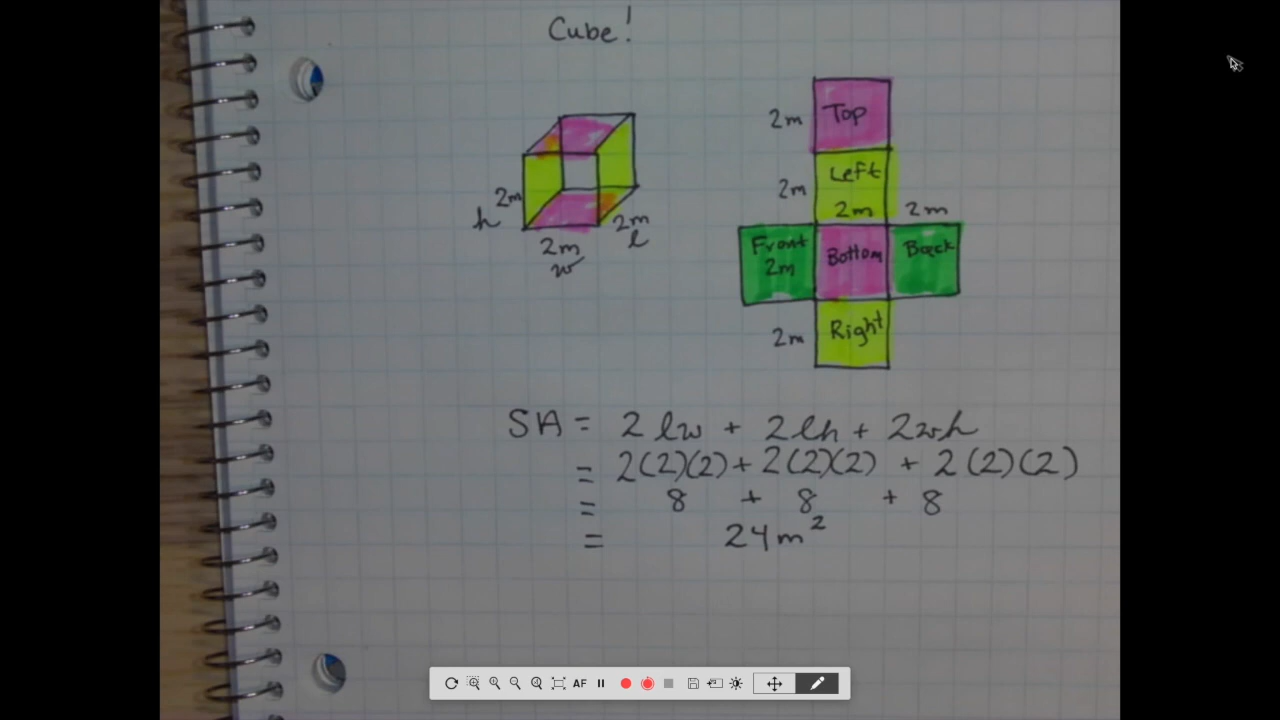 Cube!
2m
h
2m
w
2m
l
2m
Top
2m
Left
2m
2m
Front
2m
Bottom
Back
2m
Right
SA = 2lw + 2lh + 2wh
= 2(2)(2) + 2(2)(2) + 2(2)(2)
= 8 + 8 + 8
= 24m²
AF